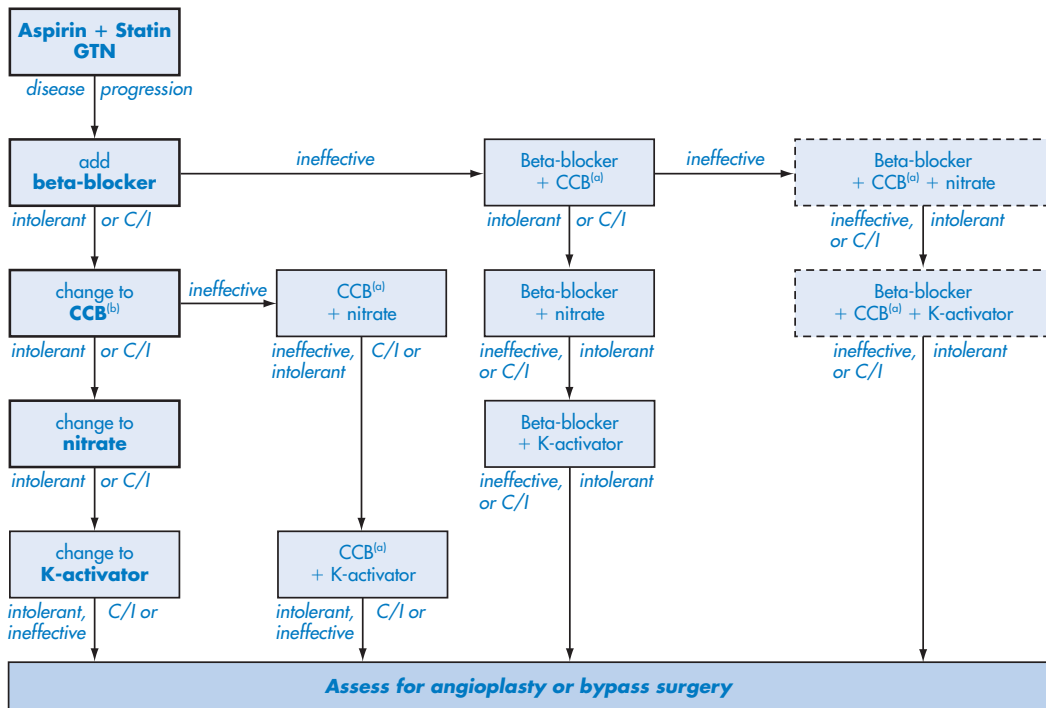 Aspirin + Statin
GTN
disease progression
add
beta-blocker
ineffective
Beta-blocker
+ CCB(a)
ineffective
Beta-blocker
+ CCB(a) + nitrate
intolerant or C/I
intolerant or C/I
ineffective, intolerant
or C/I
change to
CCB(b)
ineffective
CCB(a)
+ nitrate
Beta-blocker
+ nitrate
Beta-blocker
+ CCB(a) + K-activator
intolerant or C/I
ineffective, C/I or
intolerant
ineffective, intolerant
or C/I
ineffective, intolerant
or C/I
change to
nitrate
Beta-blocker
+ K-activator
intolerant or C/I
ineffective, intolerant
or C/I
change to
K-activator
CCB(a)
+ K-activator
intolerant, C/I or
ineffective
intolerant, C/I or
ineffective
Assess for angioplasty or bypass surgery